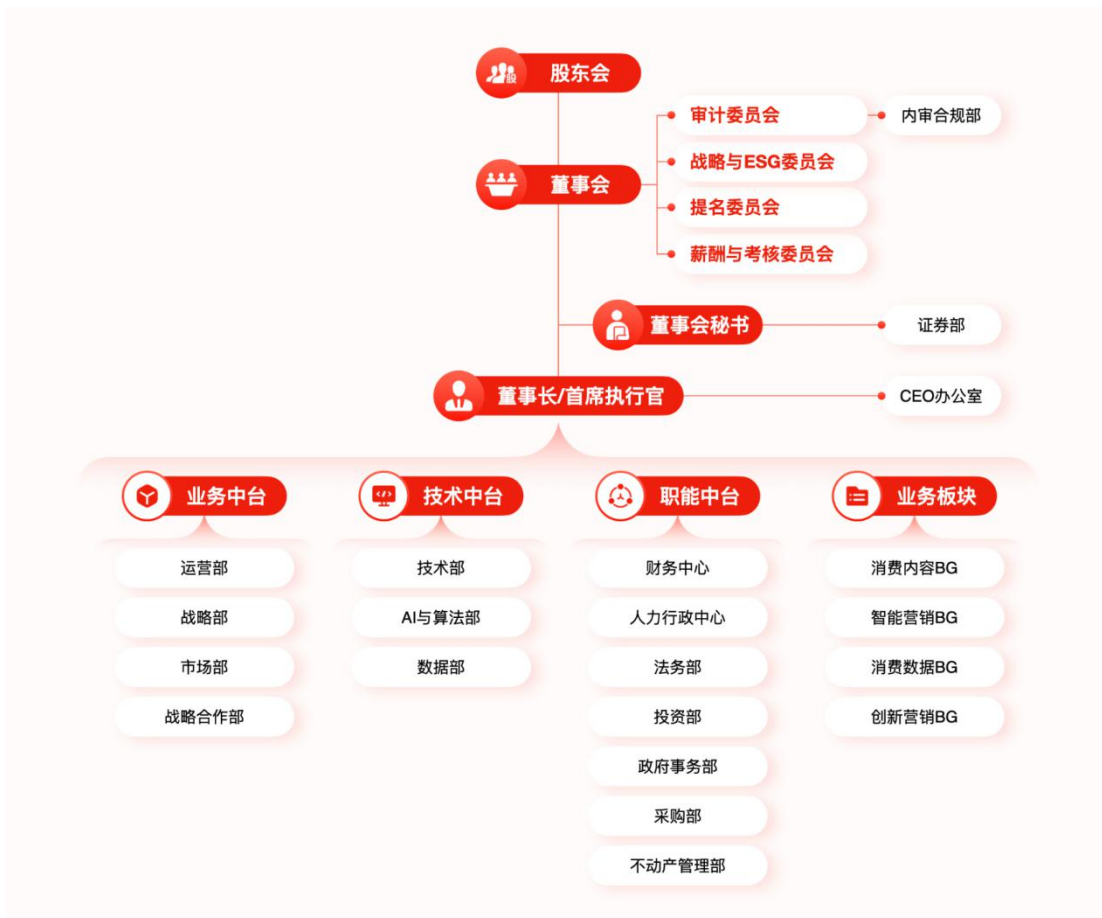 股
股东会
审计委员会
内审合规部
战略与ESG委员会
董事会
提名委员会
薪酬与考核委员会
董事会秘书
证券部
董事长/首席执行官
CEO办公室
业务中台
运营部
战略部
市场部
战略合作部
技术中台
技术部
AI与算法部
数据部
职能中台
财务中心
人力行政中心
法务部
投资部
政府事务部
采购部
不动产管理部
业务板块
消费内容BG
智能营销BG
消费数据BG
创新营销BG